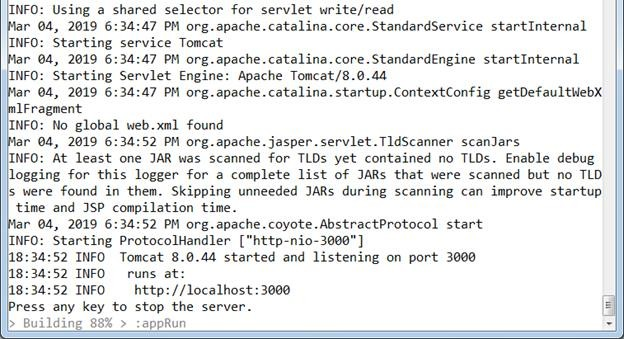 INFO: Using a shared selector for servlet write/read
Mar 04, 2019 6:34:47 PM org.apache.catalina.core.StandardService startInternal
INFO: Starting service Tomcat
Mar 04, 2019 6:34:47 PM org.apache.catalina.core.StandardEngine startInternal
INFO: Starting Servlet Engine: Apache Tomcat/8.0.44
Mar 04, 2019 6:34:47 PM org.apache.catalina.startup.ContextConfig getDefaultWebX
mlFragment
INFO: No global web.xml found
Mar 04, 2019 6:34:52 PM org.apache.jasper.servlet.TldScanner scanJars
INFO: At least one JAR was scanned for TLDs yet contained no TLDs. Enable debug
logging for this logger for a complete list of JARs that were scanned but no TLD
s were found in them. Skipping unneeded JARs during scanning can improve startup
 time and JSP compilation time.
Mar 04, 2019 6:34:52 PM org.apache.coyote.AbstractProtocol start
INFO: Starting ProtocolHandler ["http-nio-3000"]
18:34:52 INFO  Tomcat 8.0.44 started and listening on port 3000
18:34:52 INFO   runs at:
18:34:52 INFO    http://localhost:3000
Press any key to stop the server.
> Building 88% > :appRun